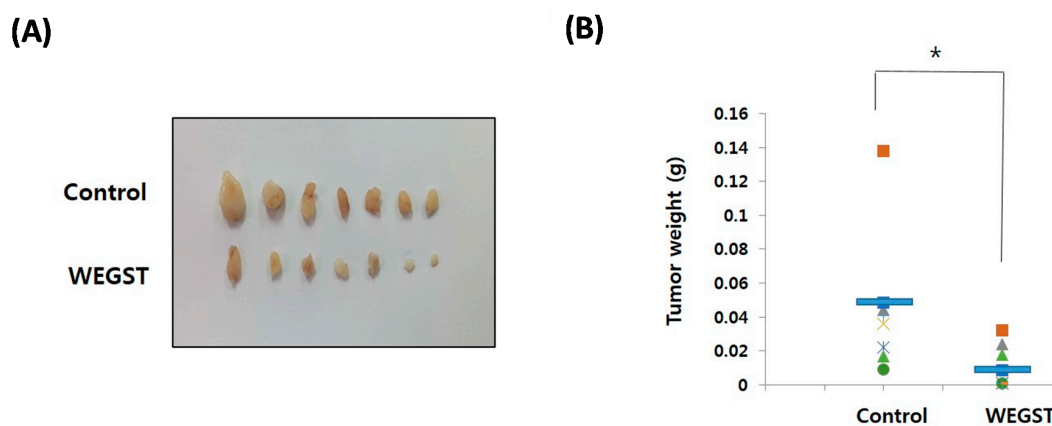 (A)
Control
WEGST
(B)
*
Tumor weight (g)
0.16
0.14
0.12
0.1
0.08
0.06
0.04
0.02
0
Control
WEGST